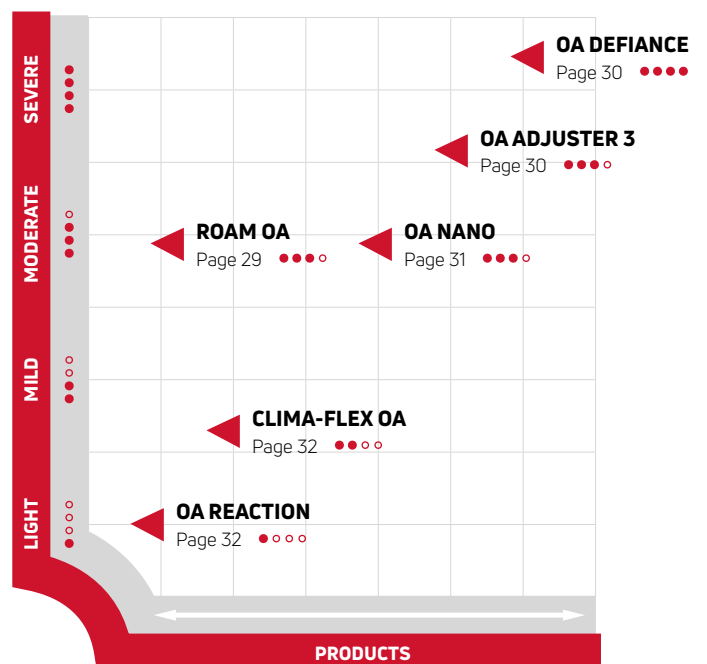 SEVERE
MODERATE
MILD
LIGHT
OA DEFIANCE
Page 30
OA ADJUSTER 3
Page 30
ROAM OA
Page 29
OA NANO
Page 31
CLIMA-FLEX OA
Page 32
OA REACTION
Page 32
PRODUCTS